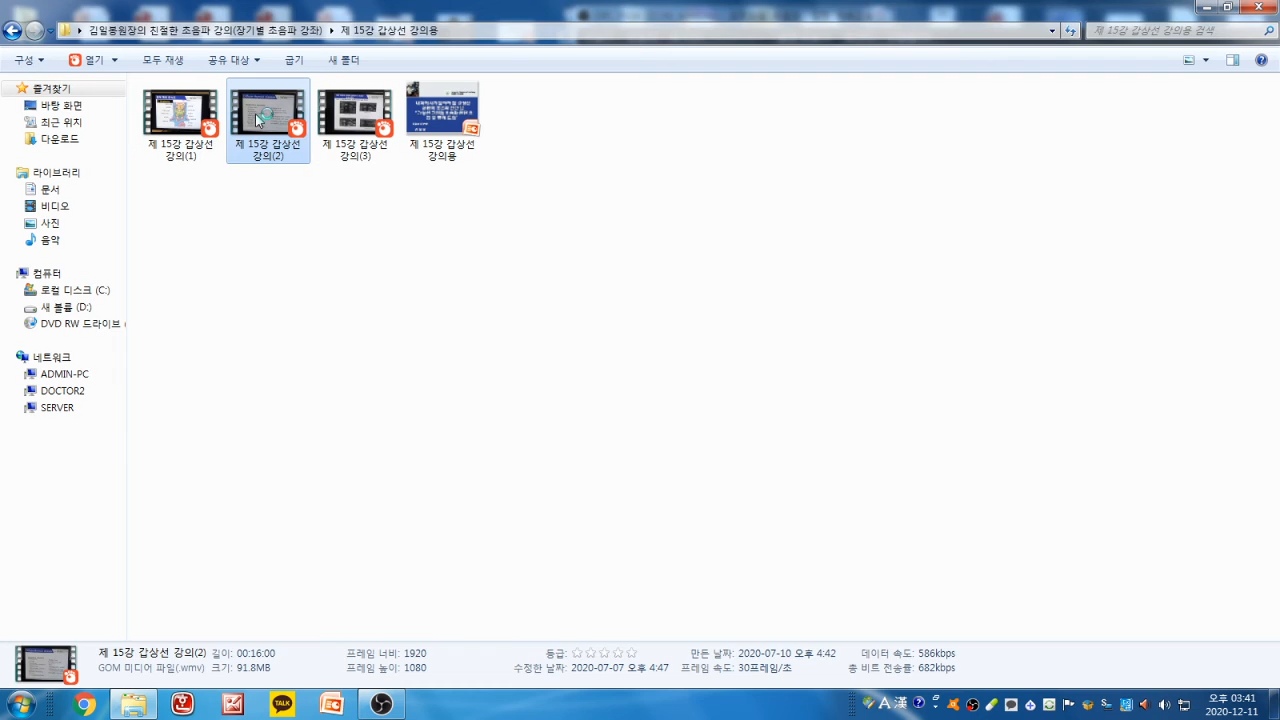 김일봉원장의 친절한 초음파 강의(장기별 초음파 강좌) 제 15강 갑상선 강의용
제 15강 갑상선 강의용 검색
구성 열기 모두 재생 공유 대상 굽기 새 폴더
즐겨찾기
바탕 화면
최근 위치
다운로드
라이브러리
문서
비디오
사진
음악
컴퓨터
로컬 디스크 (C:)
새 볼륨 (D:)
DVD RW 드라이브 (
네트워크
ADMIN-PC
DOCTOR2
SERVER
제 15강 갑상선
강의(1)
제 15강 갑상선
강의(2)
제 15강 갑상선
강의(3)
제 15강 갑상선
강의용
제 15강 갑상선 강의(2) 길이: 00:16:00 프레임 너비: 1920 등급: 만든 날짜: 2020-07-10 오후 4:42 데이터 속도: 586kbps
GOM 미디어 파일(.wmv) 크기: 91.8MB 프레임 높이: 1080 수정한 날짜: 2020-07-07 오후 4:47 프레임 속도: 30프레임/초 총 비트 전송률: 682kbps
TALK
A 漢
오후 03:41
2020-12-11